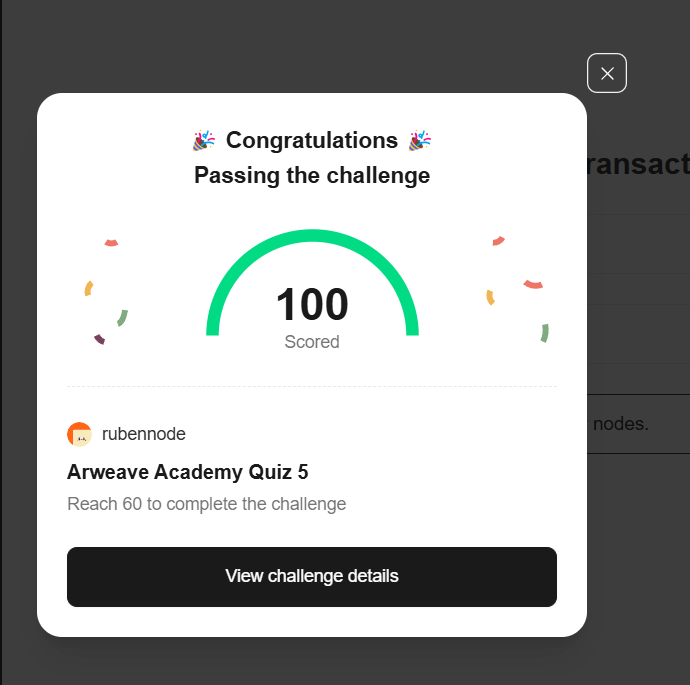 🎉 Congratulations 🎉
Passing the challenge
100
Scored
rubennode
Arweave Academy Quiz 5
Reach 60 to complete the challenge
View challenge details
ransact
nodes.